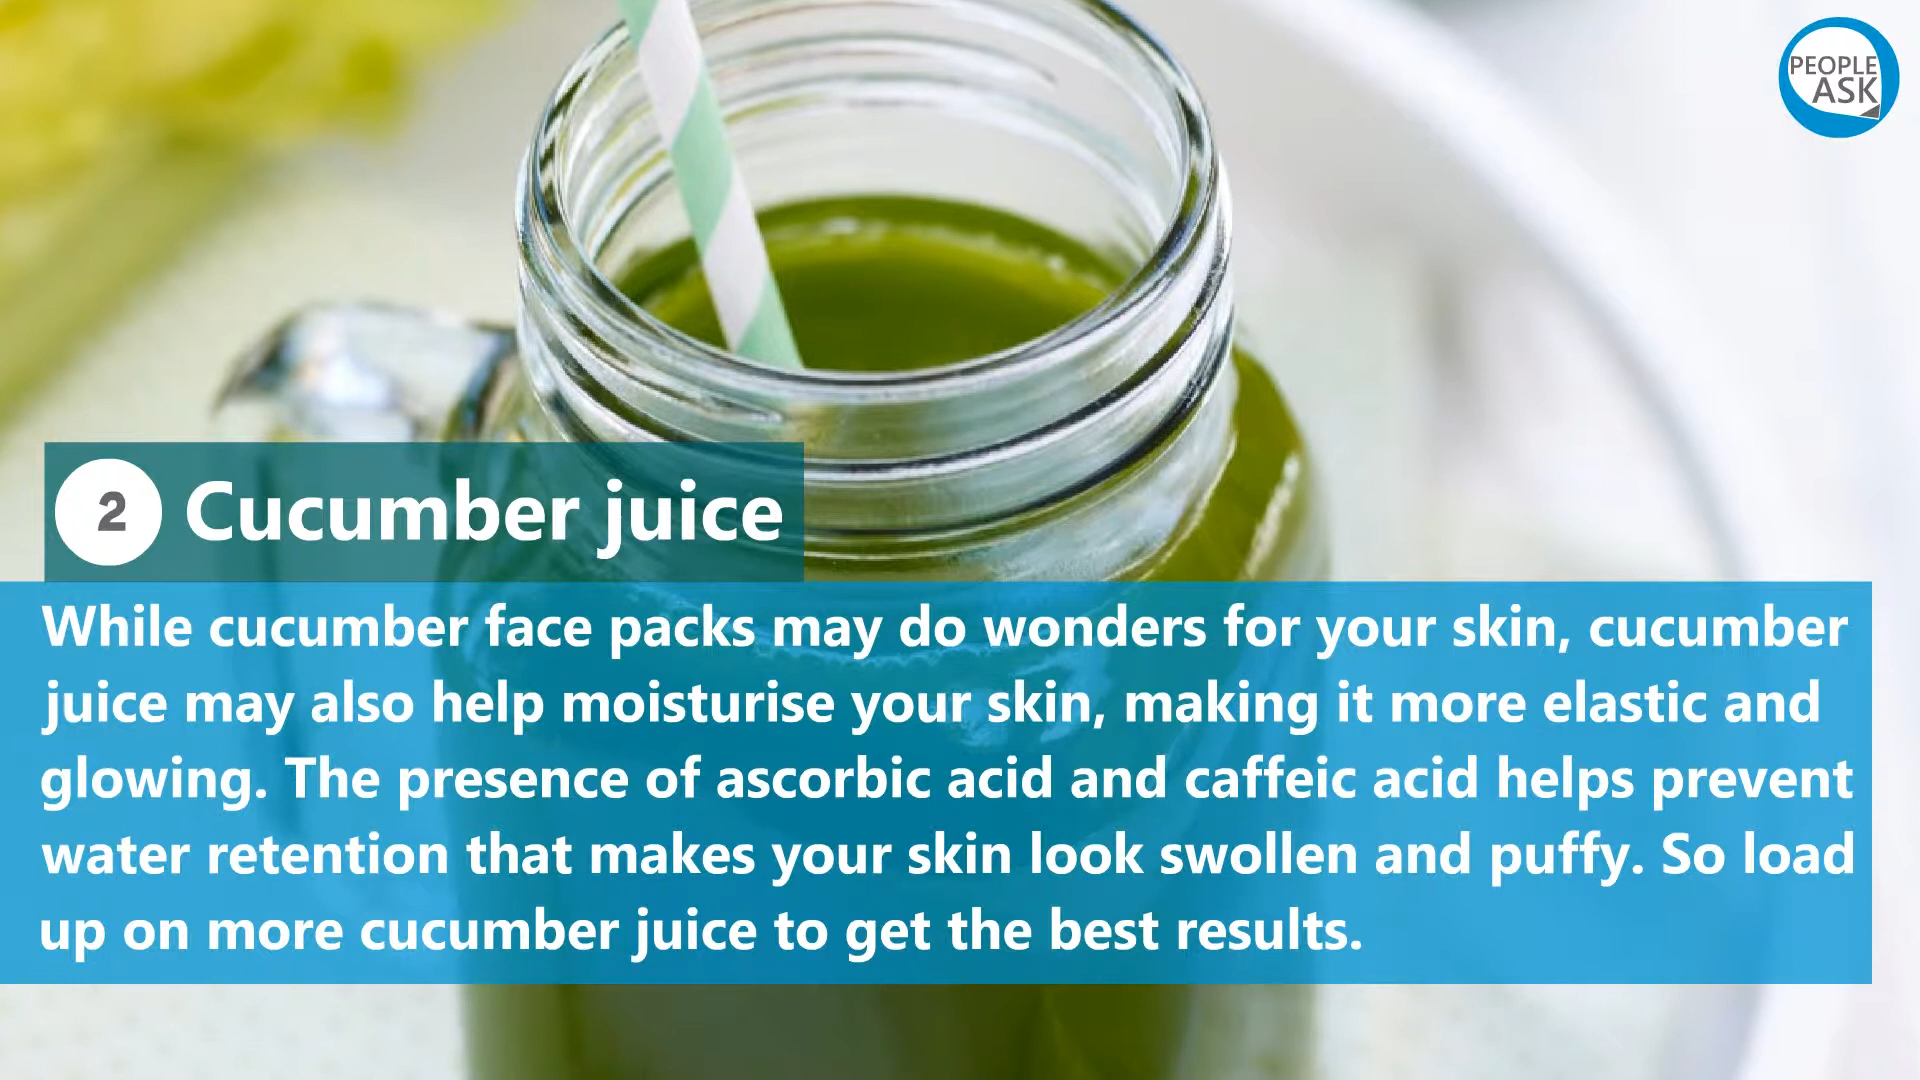 PEOPLE
ASK
2 Cucumber juice
While cucumber face packs may do wonders for your skin, cucumber
juice may also help moisturise your skin, making it more elastic and
glowing. The presence of ascorbic acid and caffeic acid helps prevent
water retention that makes your skin look swollen and puffy. So load
up on more cucumber juice to get the best results.